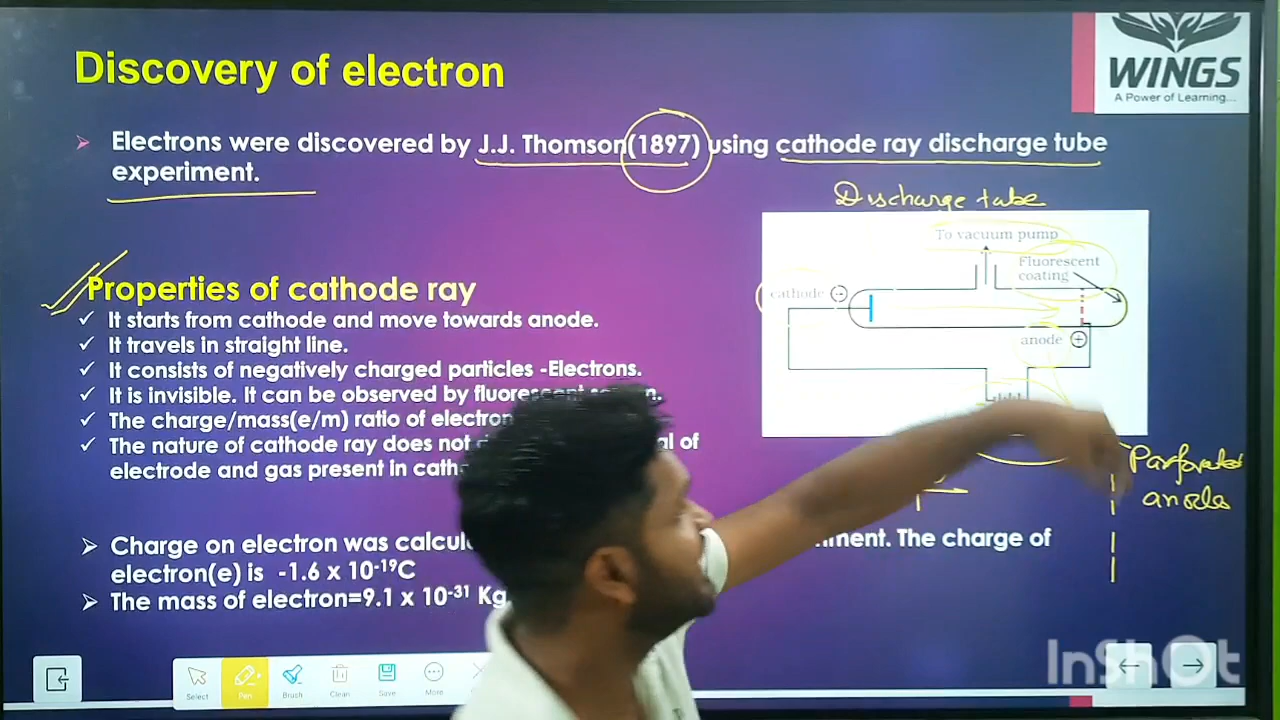 Discovery of electron
WINGS
A Power of Learning...
Electrons were discovered by J.J. Thomson(1897) using cathode ray discharge tube
experiment.
Discharge tube
To vacuum pump
Fluorescent
coating
cathode
anode
Properties of cathode ray
It starts from cathode and move towards anode.
It travels in straight line.
It consists of negatively charged particles -Electrons.
It is invisible. It can be observed by fluorescent
The charge/mass(e/m) ratio of electron
The nature of cathode ray does not of
electrode and gas present in
Parforated
anode
Charge on electron was The charge of
electron(e) is -1.6 x 10-19C
The mass of electron=9.1 x 10-31 Kg
Select
Pen
Brush
Clean
Save
More
InShOt